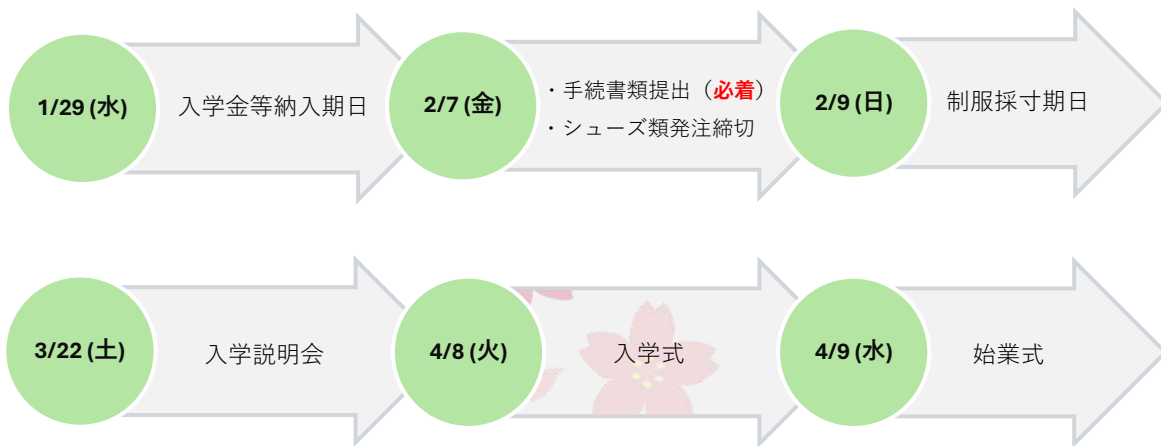 1/29 (水)
入学金等納入期日
2/7 (金)
・手続書類提出（必着）
・シューズ類発注締切
2/9 (日)
制服採寸期日
3/22 (土)
入学説明会
4/8 (火)
入学式
4/9 (水)
始業式